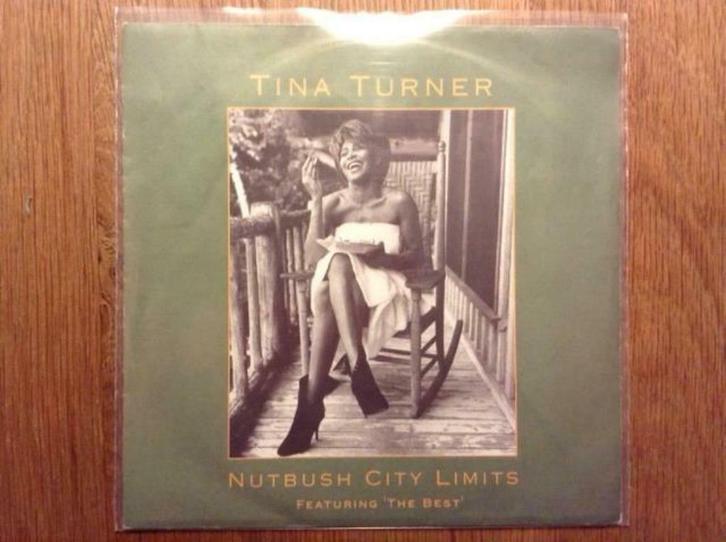 TINA TURNER
NUTBUSH CITY LIMITS
FEATURING 'THE BEST'